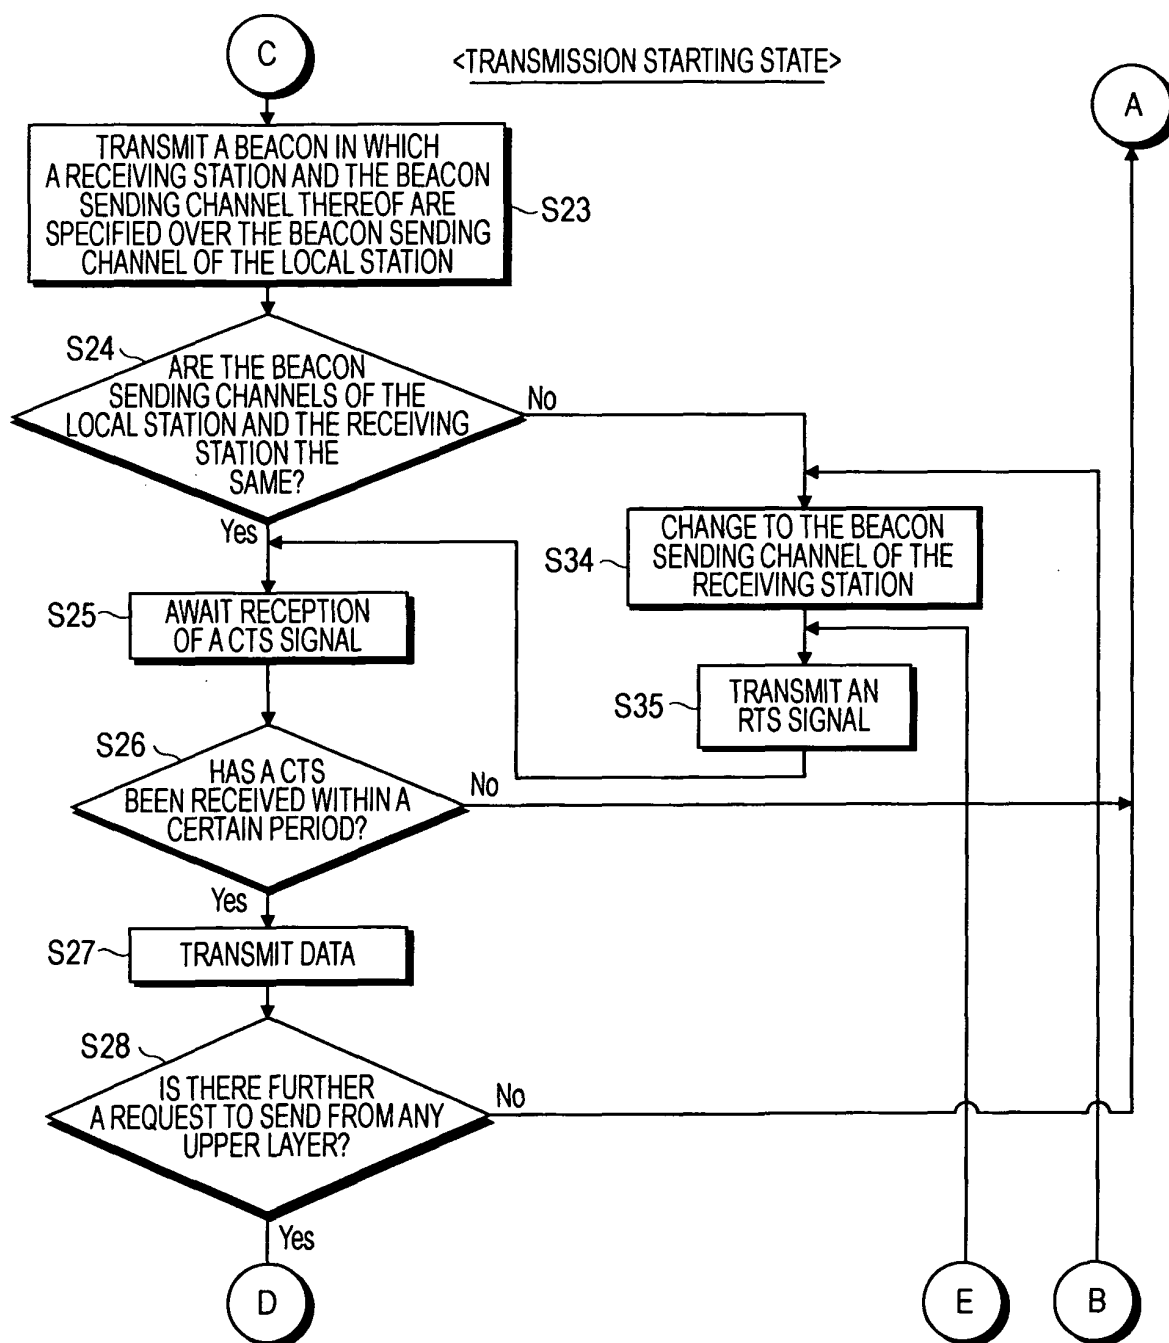 C
<TRANSMISSION STARTING STATE>
A
TRANSMIT A BEACON IN WHICH
A RECEIVING STATION AND THE BEACON
SENDING CHANNEL THEREOF ARE
SPECIFIED OVER THE BEACON SENDING
CHANNEL OF THE LOCAL STATION
S23
S24
ARE THE BEACON
SENDING CHANNELS OF THE
LOCAL STATION AND THE RECEIVING
STATION THE
SAME?
No
Yes
S34
CHANGE TO THE BEACON
SENDING CHANNEL OF THE
RECEIVING STATION
S25
AWAIT RECEPTION
OF A CTS SIGNAL
S35
TRANSMIT AN
RTS SIGNAL
S26
HAS A CTS
BEEN RECEIVED WITHIN A
CERTAIN PERIOD?
No
Yes
S27
TRANSMIT DATA
S28
IS THERE FURTHER
A REQUEST TO SEND FROM ANY
UPPER LAYER?
No
Yes
D
E
B